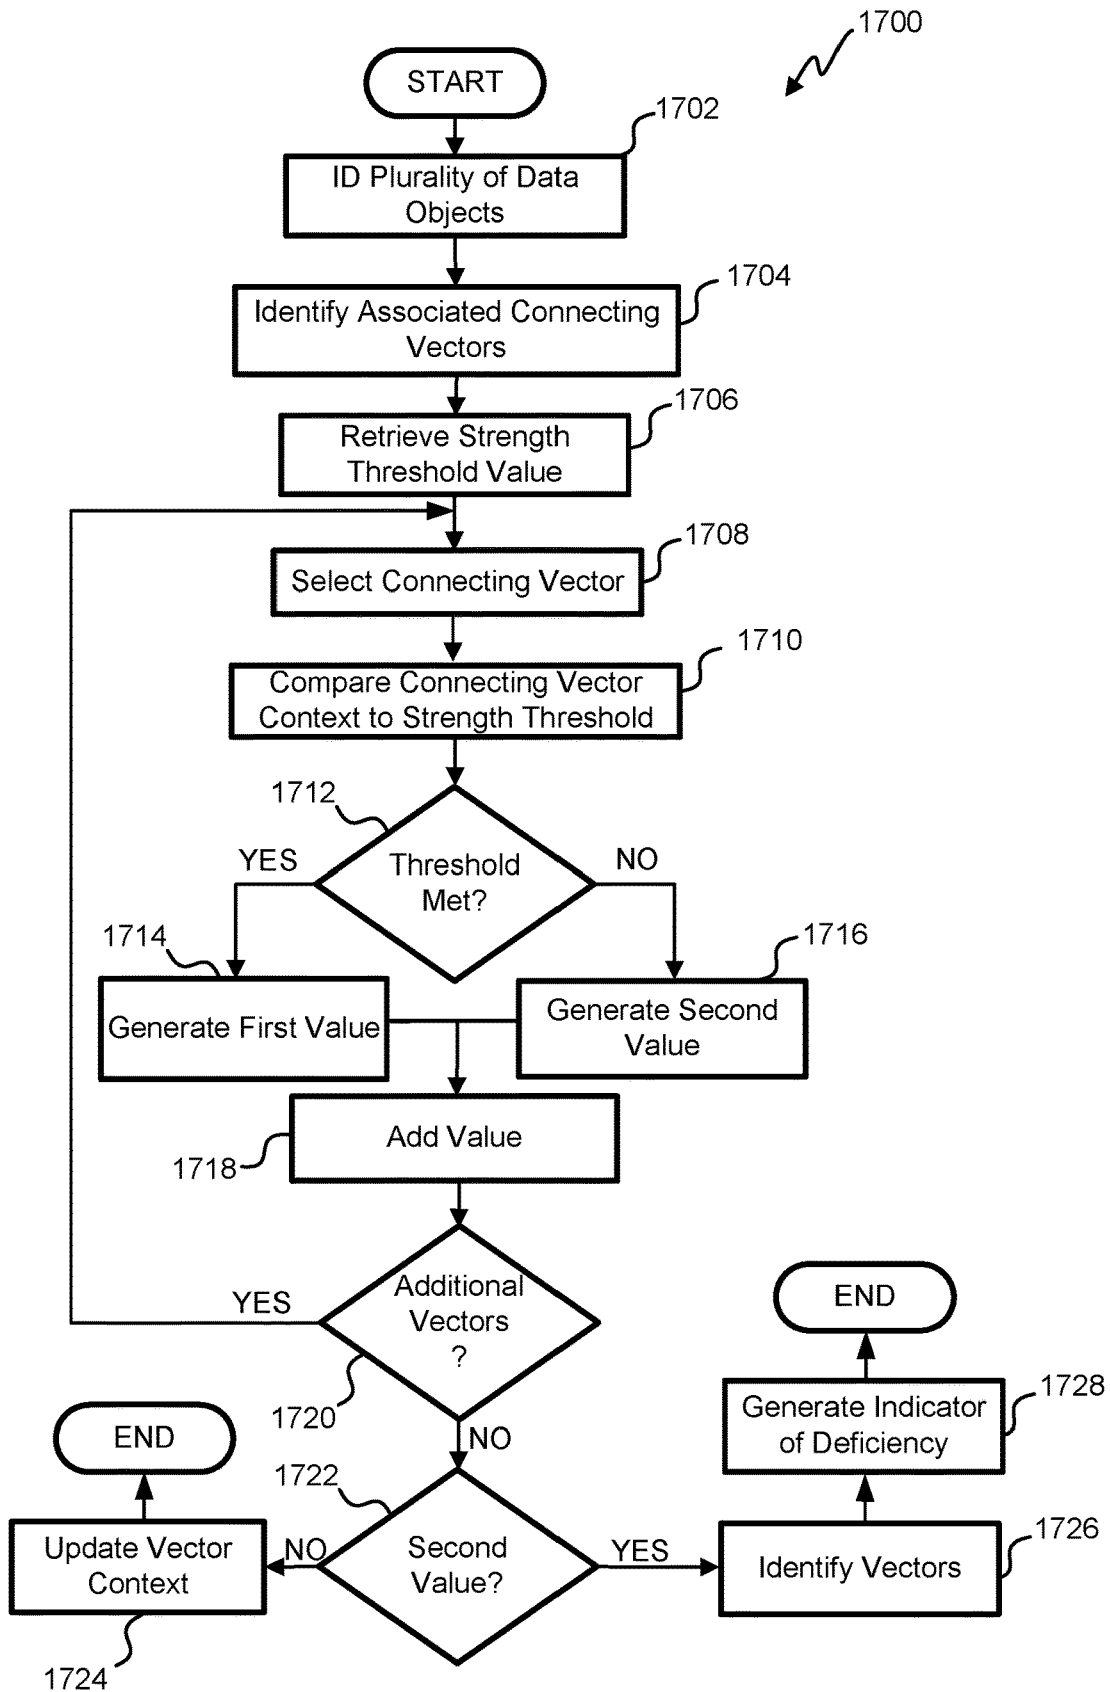 1700
START
1702
ID Plurality of Data
Objects
1704
Identify Associated Connecting
Vectors
1706
Retrieve Strength
Threshold Value
1708
Select Connecting Vector
1710
Compare Connecting Vector
Context to Strength Threshold
1712
YES
Threshold
Met?
NO
1714
1716
Generate First Value
Generate Second
Value
Add Value
1718
YES
Additional
Vectors
?
1720
NO
END
1728
Generate Indicator
of Deficiency
END
1722
Update Vector
Context
NO
Second
Value?
YES
1726
Identify Vectors
1724